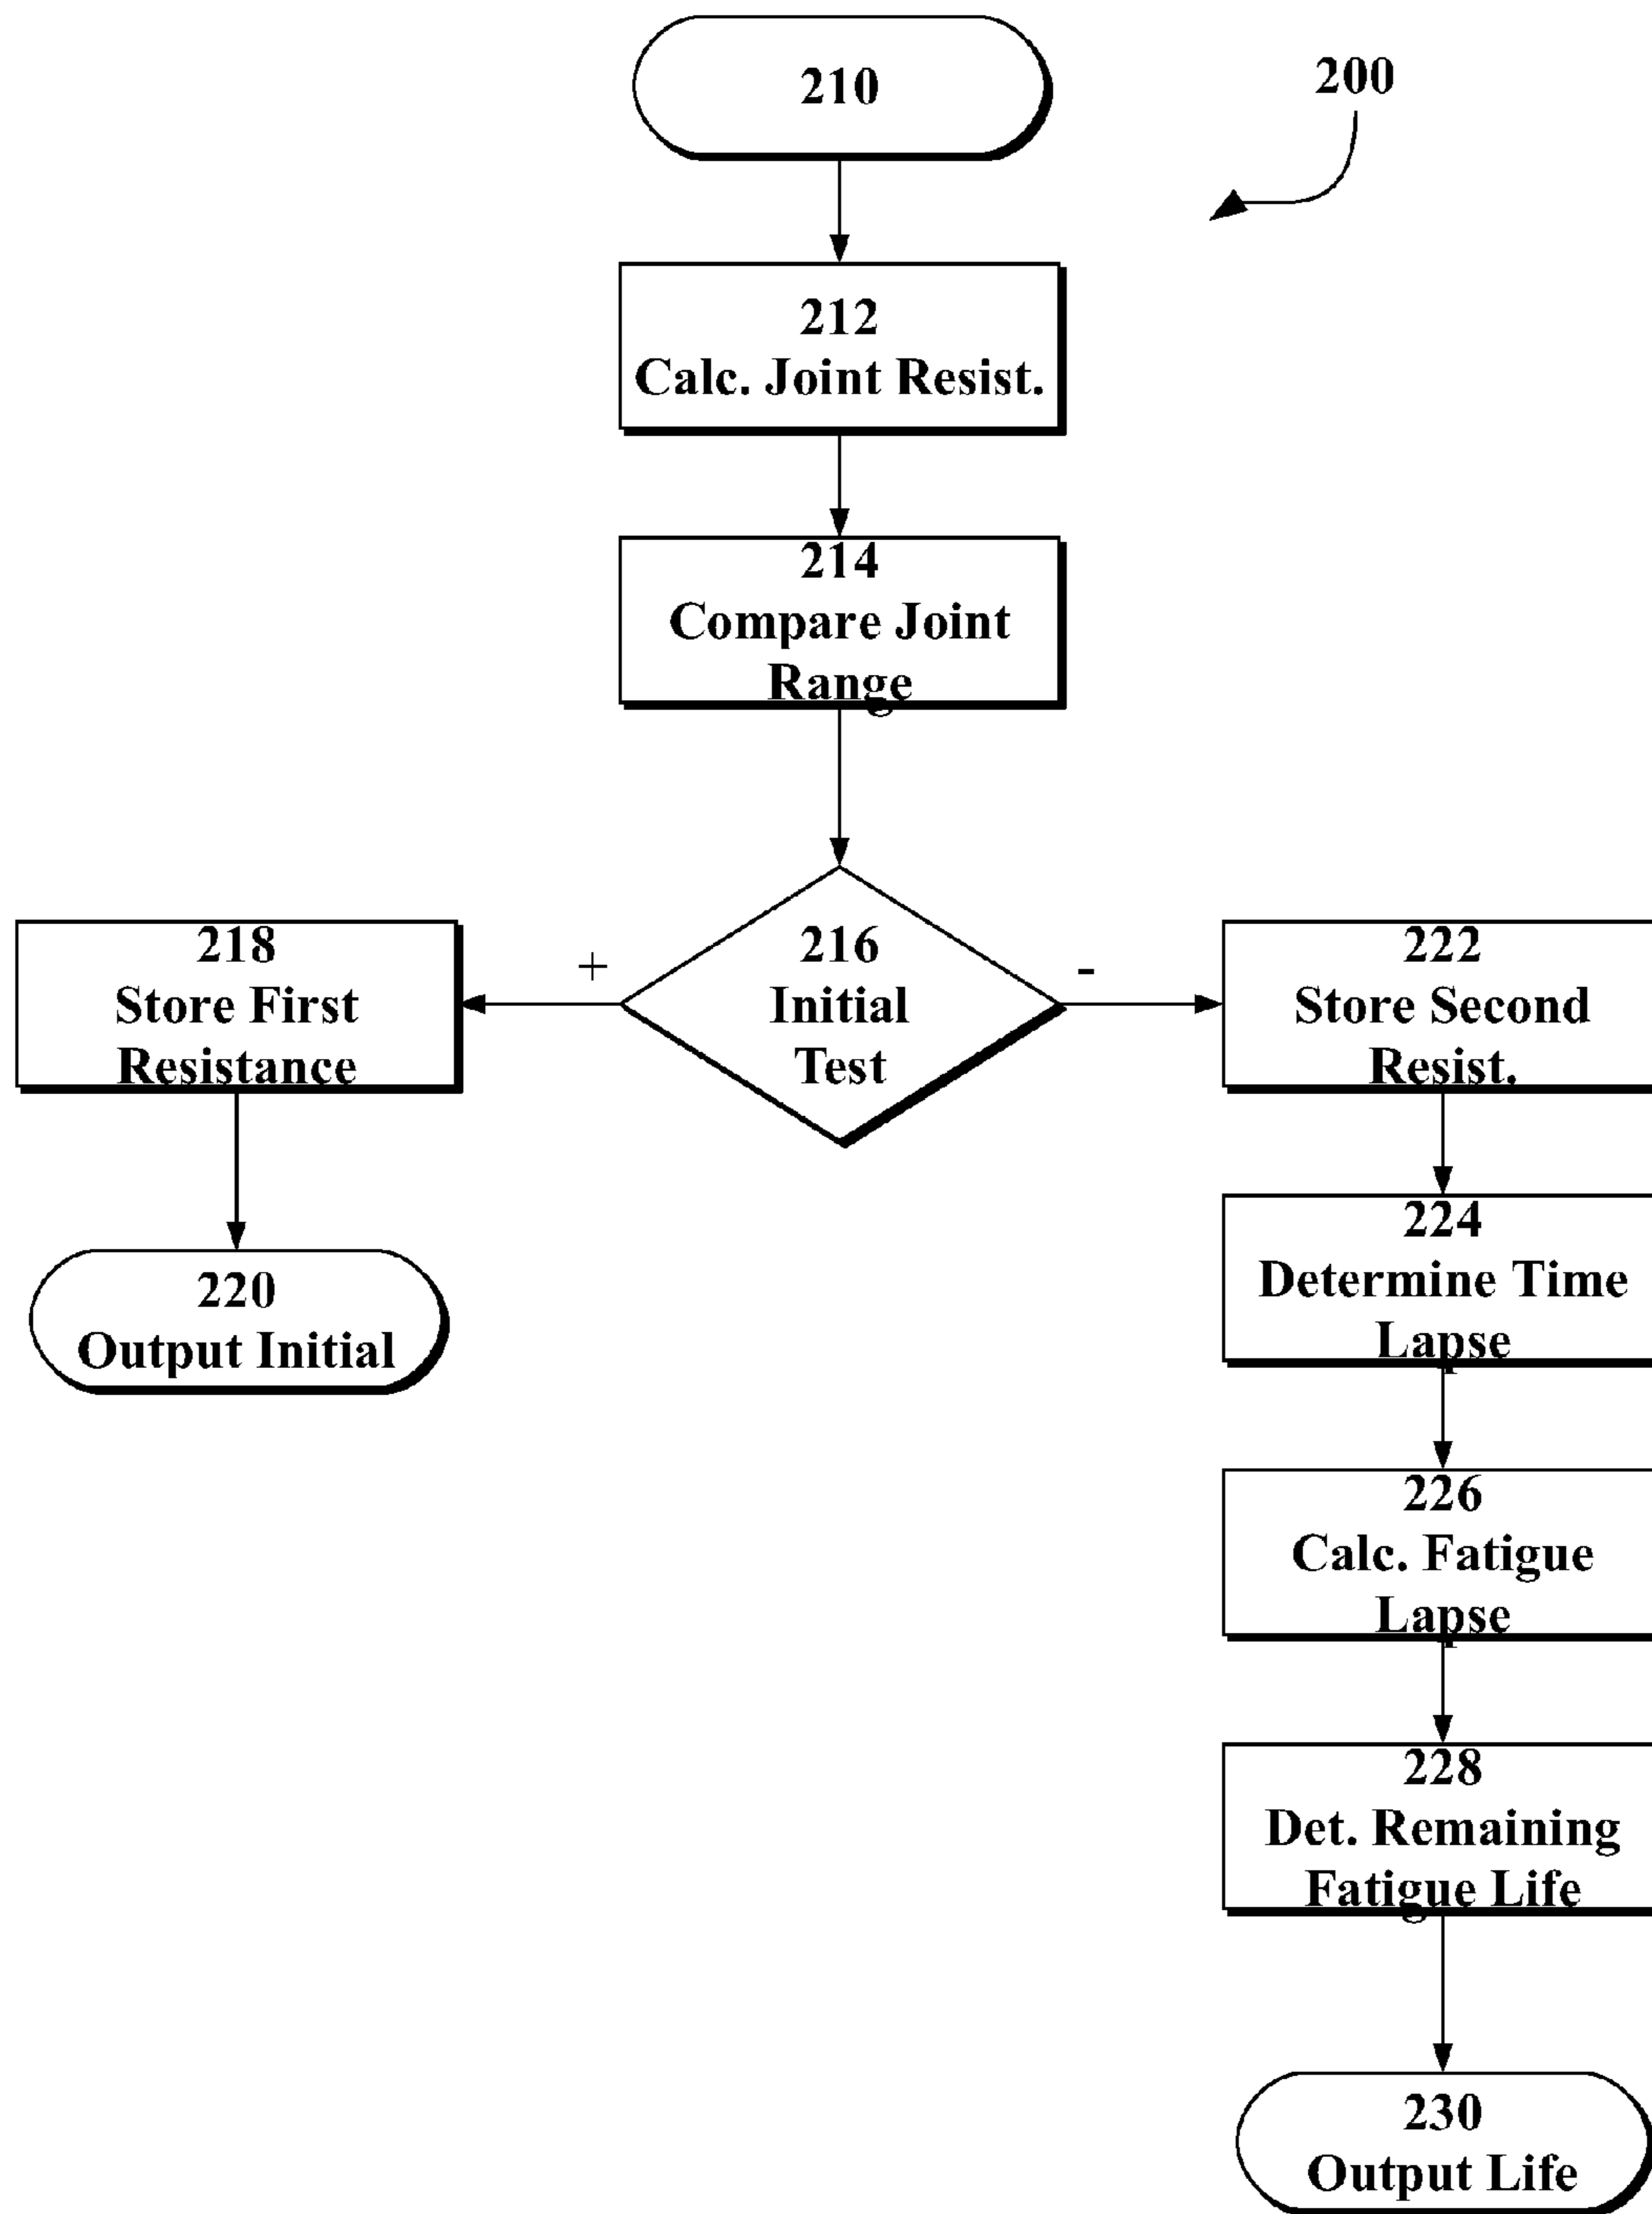 210
200
212
Calc. Joint Resist.
214
Compare Joint
Range
216
Initial
Test
+
-
218
Store First
Resistance
220
Output Initial
222
Store Second
Resist.
224
Determine Time
Lapse
226
Calc. Fatigue
Lapse
228
Det. Remaining
Fatigue Life
230
Output Life